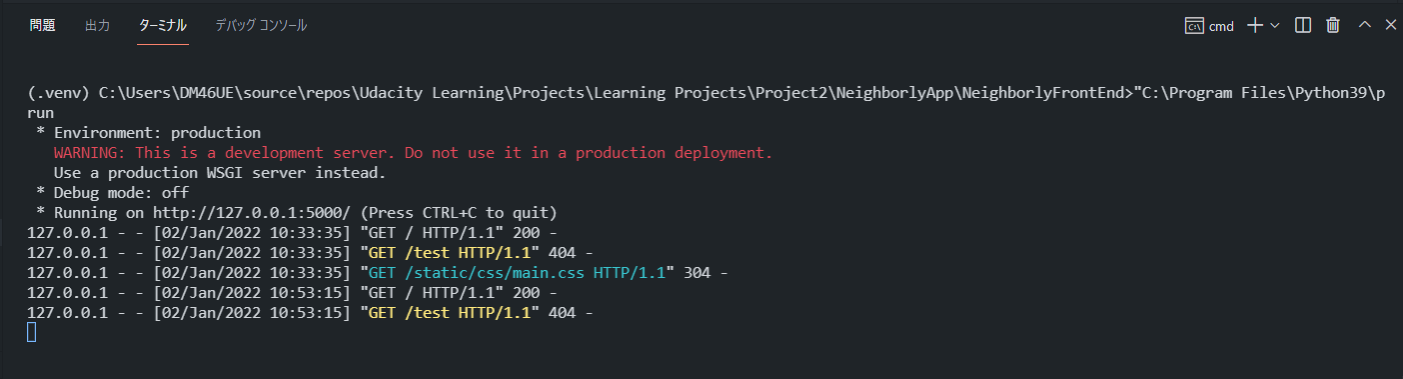 問題 出力 ターミナル デバッグ コンソール cmd
(.venv) C:\Users\DM46UE\source\repos\Udacity Learning\Projects\Learning Projects\Project2\NeighborlyApp\NeighborlyFrontEnd>"C:\Program Files\Python39\p
run
* Environment: production
WARNING: This is a development server. Do not use it in a production deployment.
Use a production WSGI server instead.
* Debug mode: off
* Running on http://127.0.0.1:5000/ (Press CTRL+C to quit)
127.0.0.1 - - [02/Jan/2022 10:33:35] "GET / HTTP/1.1" 200 -
127.0.0.1 - - [02/Jan/2022 10:33:35] "GET /test HTTP/1.1" 404 -
127.0.0.1 - - [02/Jan/2022 10:33:35] "GET /static/css/main.css HTTP/1.1" 304 -
127.0.0.1 - - [02/Jan/2022 10:53:15] "GET / HTTP/1.1" 200 -
127.0.0.1 - - [02/Jan/2022 10:53:15] "GET /test HTTP/1.1" 404 -